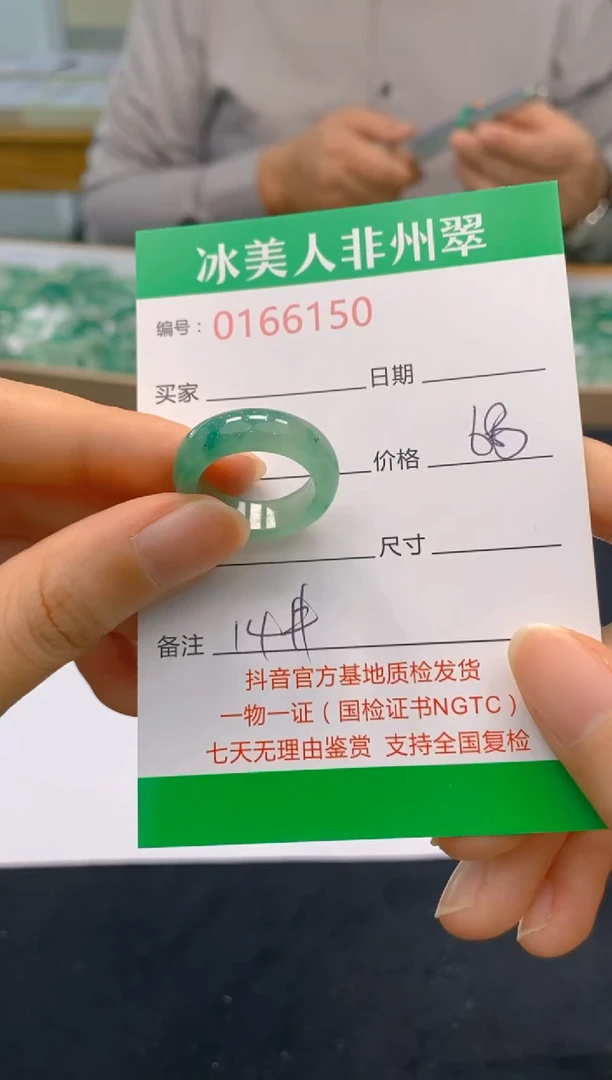 冰美人非州翠
编号：0166150
买家 日期
价格 68
尺寸
备注 14#
抖音官方基地质检发货
一物一证（国检证书NGTC）
七天无理由鉴赏 支持全国复检